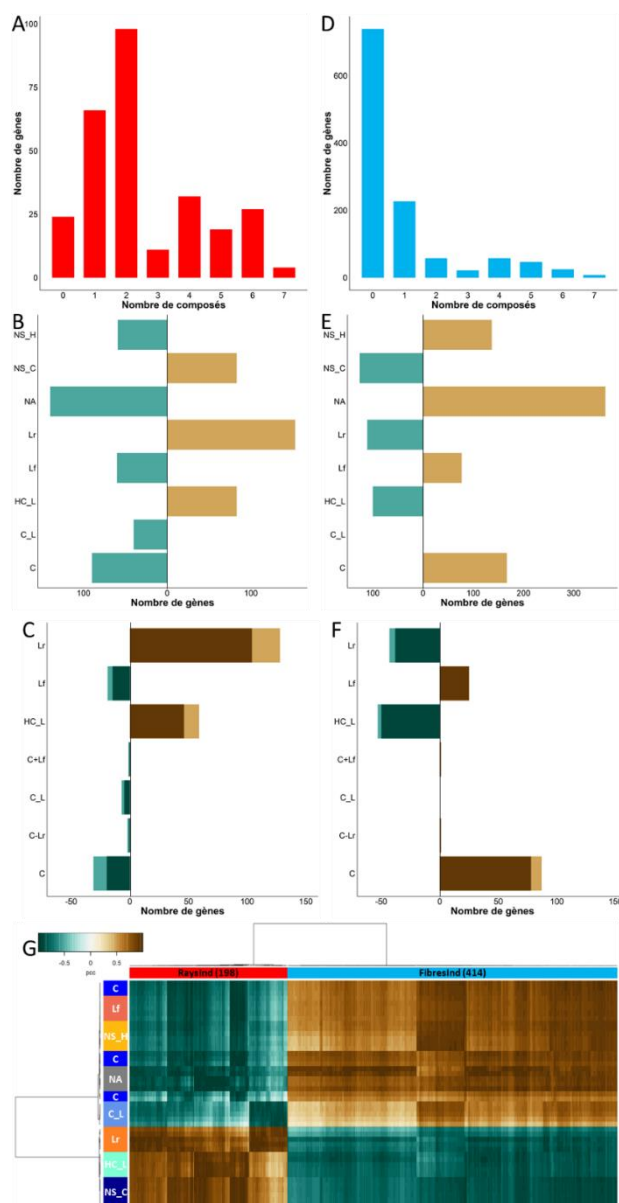 A
Nombre de gènes
100
75
50
25
0
0 1 2 3 4 5 6 7
Nombre de composés
D
Nombre de gènes
600
400
200
0
0 1 2 3 4 5 6 7
Nombre de composés
B
NS_H
NS_C
NA
Lr
Lf
HC_L
C_L
C
100 0 100
Nombre de gènes
E
NS_H
NS_C
NA
Lr
Lf
HC_L
C_L
C
100 0 100 200 300
Nombre de gènes
C
Lr
Lf
HC_L
C+Lf
C_L
C-Lr
C
-50 0 50 100 150
Nombre de gènes
F
Lr
Lf
HC_L
C+Lf
C_L
C-Lr
C
-50 0 50 100 150
Nombre de gènes
G
-0.5 0 0.5
pcc
Raysind (198) Fibresind (414)
C
Lf
NS_H
C
NA
C
C_L
Lr
HC_L
NS_C